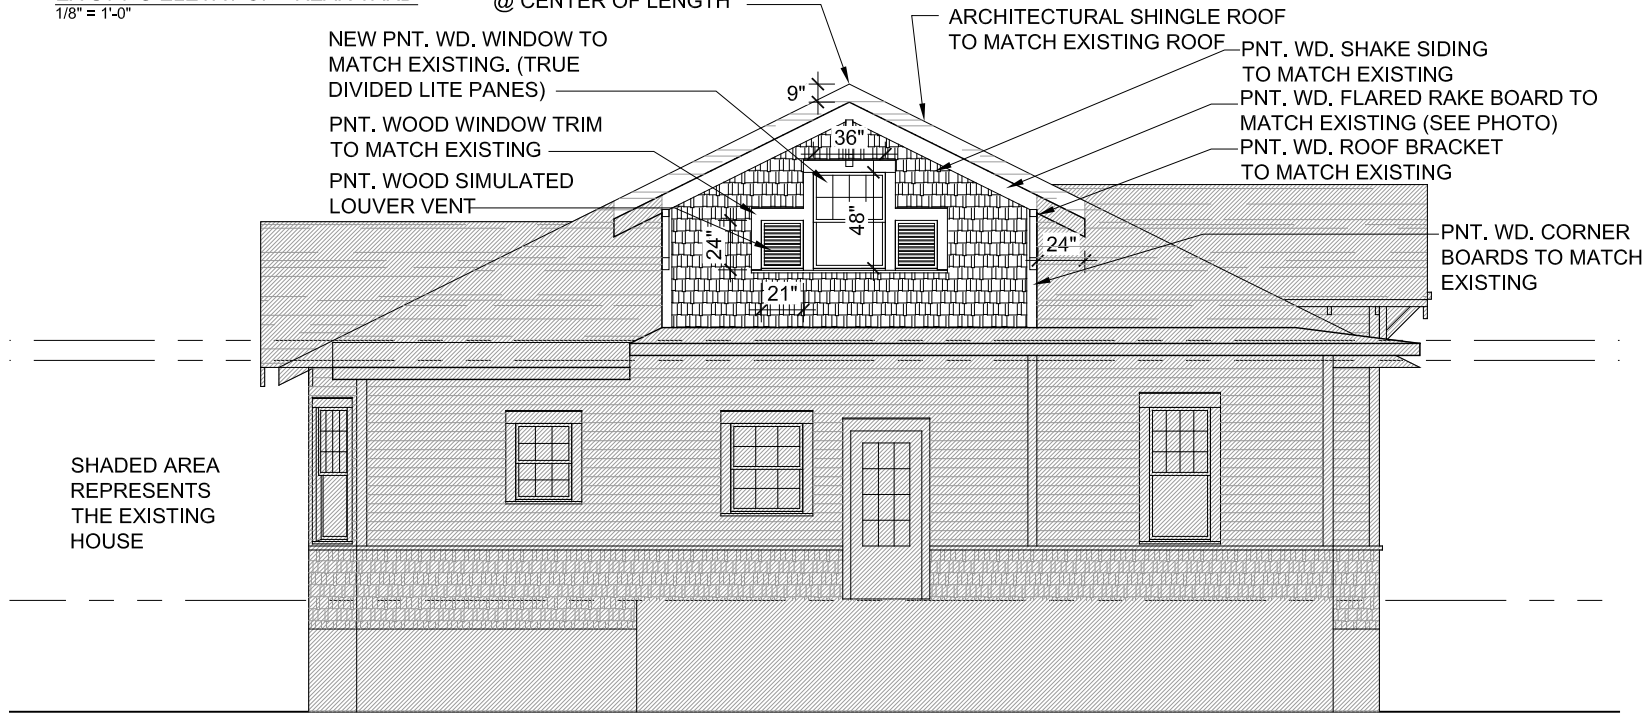 1/8" = 1'-0"
@ CENTER OF LENGTH
ARCHITECTURAL SHINGLE ROOF
TO MATCH EXISTING ROOF
NEW PNT. WD. WINDOW TO
MATCH EXISTING. (TRUE
DIVIDED LITE PANES)
PNT. WOOD WINDOW TRIM
TO MATCH EXISTING
PNT. WOOD SIMULATED
LOUVER VENT
PNT. WD. SHAKE SIDING
TO MATCH EXISTING
PNT. WD. FLARED RAKE BOARD TO
MATCH EXISTING (SEE PHOTO)
PNT. WD. ROOF BRACKET
TO MATCH EXISTING
PNT. WD. CORNER
BOARDS TO MATCH
EXISTING
9"
36"
48"
24"
24"
21"
SHADED AREA
REPRESENTS
THE EXISTING
HOUSE